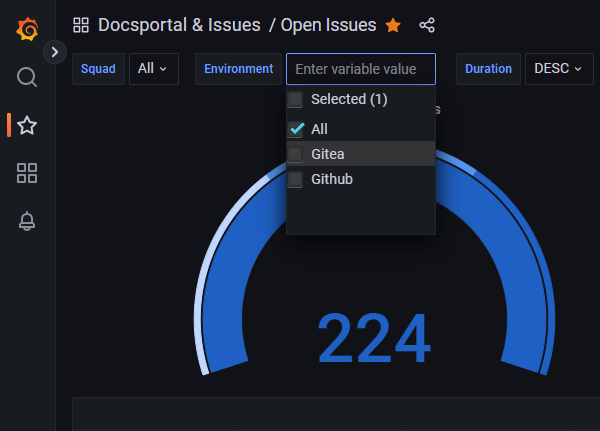 Docsportal & Issues / Open Issues
Squad All Environment Enter variable value Duration DESC
Selected (1)
All
Gitea
Github
224